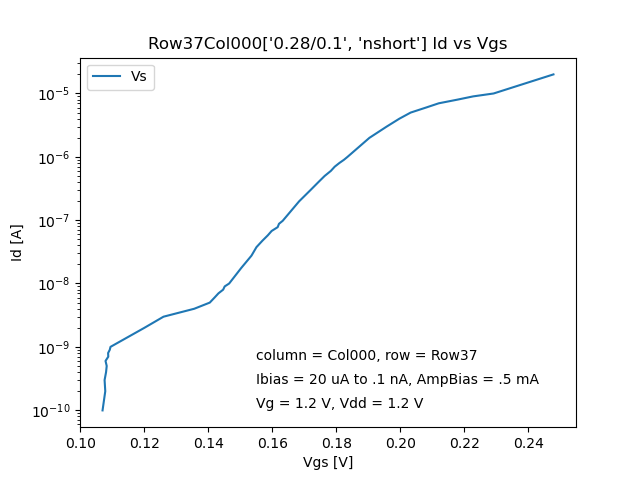 Row37Col000['0.28/0.1', 'nshort'] Id vs Vgs
Vs
Id [A]
10⁻⁵
10⁻⁶
10⁻⁷
10⁻⁸
10⁻⁹
10⁻¹⁰
column = Col000, row = Row37
Ibias = 20 uA to .1 nA, AmpBias = .5 mA
Vg = 1.2 V, Vdd = 1.2 V
0.10 0.12 0.14 0.16 0.18 0.20 0.22 0.24
Vgs [V]